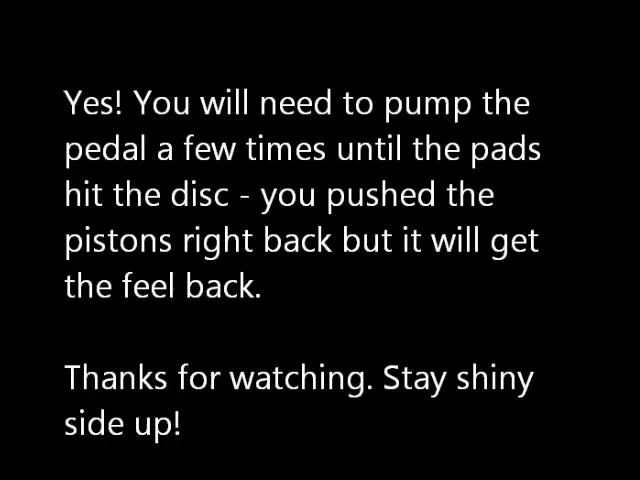 Yes! You will need to pump the
pedal a few times until the pads
hit the disc - you pushed the
pistons right back but it will get
the feel back.
Thanks for watching. Stay shiny
side up!